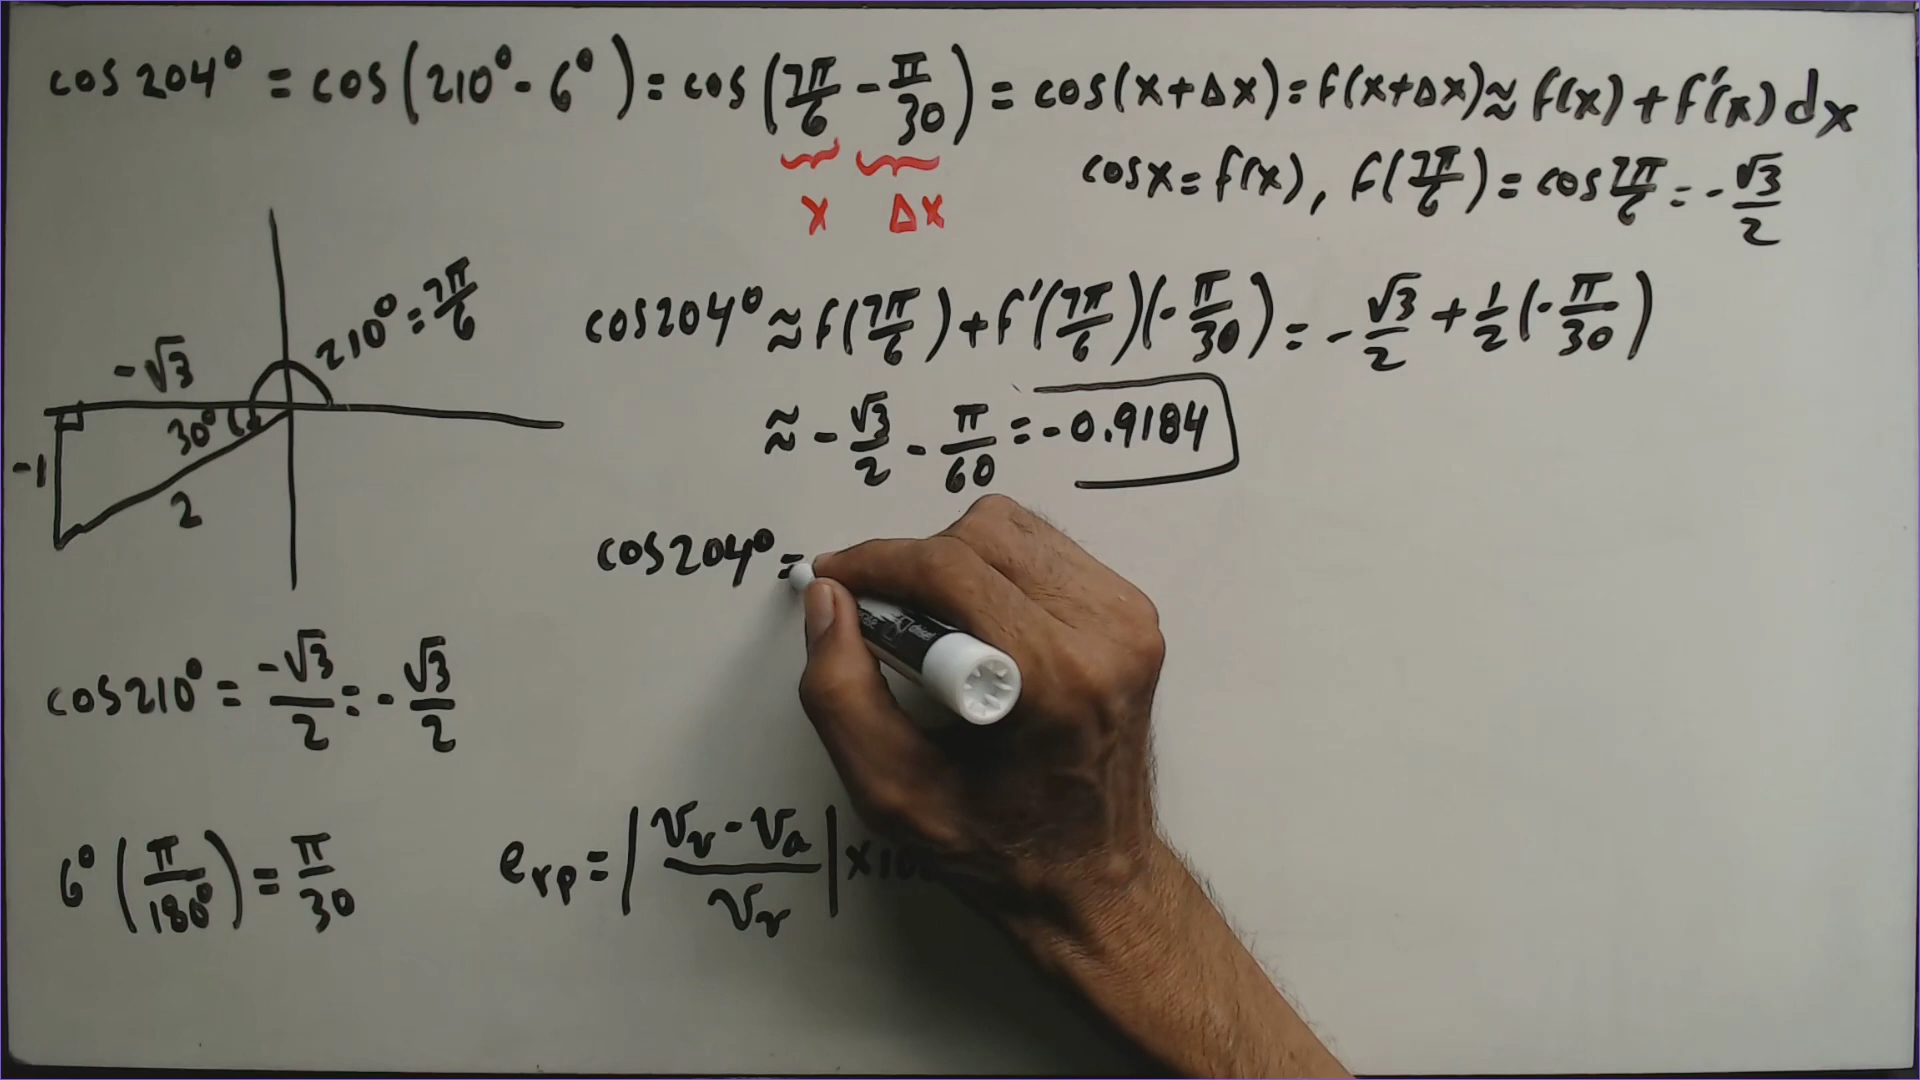 cos 204° = cos(210° - 6°) = cos(7π/6 - π/30) = cos(x+Δx) = f(x+Δx) ≈ f(x) + f'(x) dx
x Δx
cos x = f(x), f(7π/6) = cos 7π/6 = - √3/2
210° = 7π/6
-√3
30°
-1
2
cos 204° ≈ f(7π/6) + f'(7π/6)(-π/30) = - √3/2 + 1/2(-π/30)
≈ - √3/2 - π/60 = -0.9184
cos 204° =
cos 210° = -√3/2 = - √3/2
6°(π/180°) = π/30
e_rp = |(V_v - V_a)/V_v| × 10